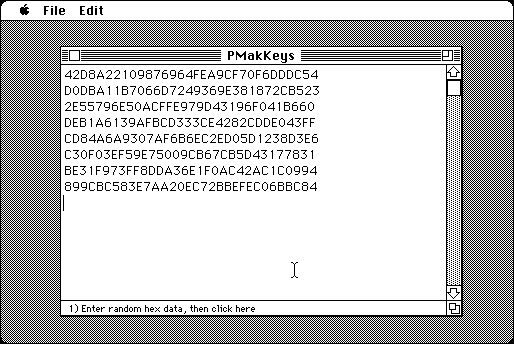 File Edit
PMakKeys
42D8A22109876964FEA9CF70F6DDDC54
D0DBA11B7066D7249369E381872CB523
2E55796E50ACFFE979D43196F041B660
DEB1A6139AFBCD333CE4282CDDE043FF
CD84A6A9307AF6B6EC2ED05D1238D3E6
C30F03EF59E75009CB67CB5D43177831
BE31F973FF8DDA36E1F0AC42AC1C0994
899CBC583E7AA20EC72BBEFEC06BBC84
1) Enter random hex data, then click here